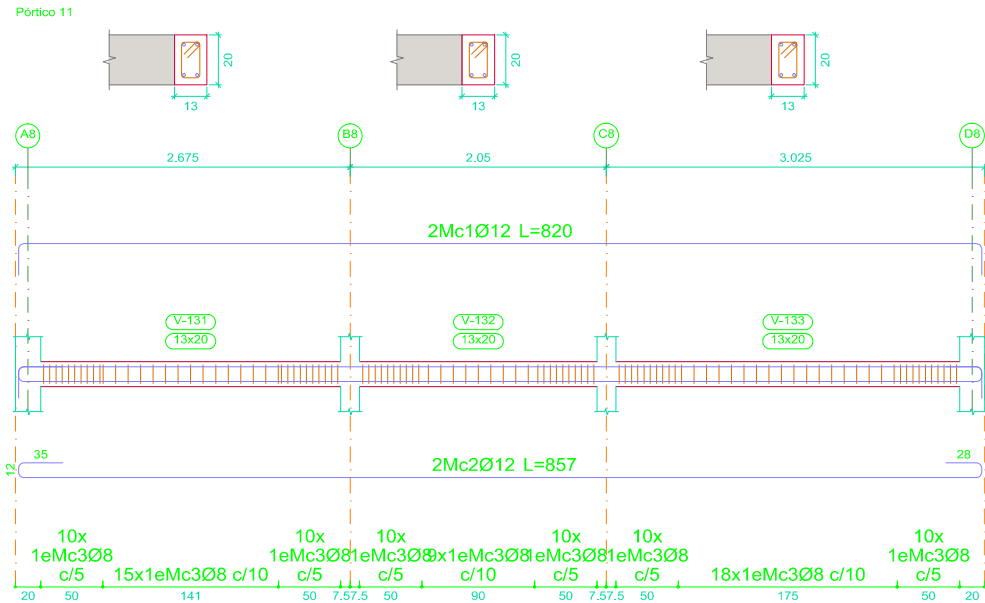 Pórtico 11
20
20
20
13
13
13
A8
B8
C8
D8
2.675
2.05
3.025
2Mc1Ø12 L=820
V-131
V-132
V-133
13x20
13x20
13x20
35
28
12
2Mc2Ø12 L=857
10x
10x
10x
10x
10x
10x
1eMc3Ø8
1eMc3Ø8
1eMc3Ø8
9x1eMc3Ø8
1eMc3Ø8
1eMc3Ø8
1eMc3Ø8
c/5
15x1eMc3Ø8 c/10
c/5
c/5
c/10
c/5
c/5
18x1eMc3Ø8 c/10
c/5
20
50
141
50
7.5
7.5
50
90
50
7.5
7.5
50
175
50
20